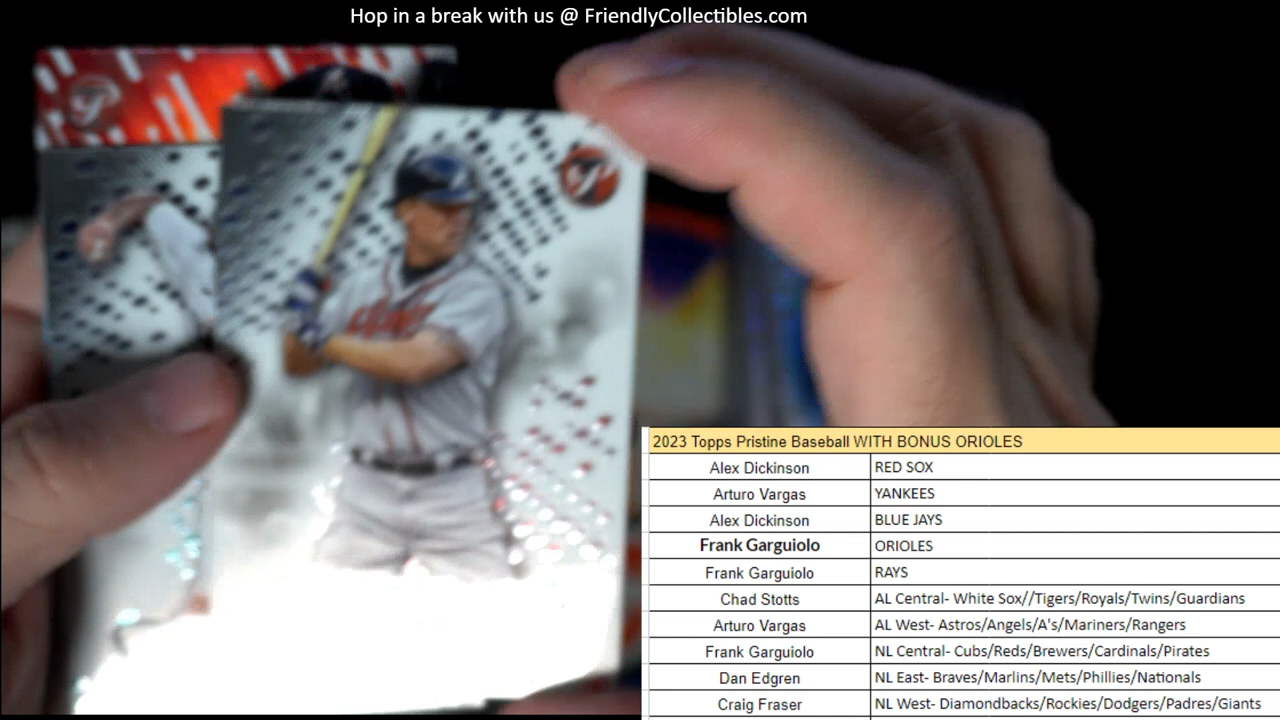 Hop in a break with us @ FriendlyCollectibles.com
2023 Topps Pristine Baseball WITH BONUS ORIOLES
Alex Dickinson RED SOX
Arturo Vargas YANKEES
Alex Dickinson BLUE JAYS
Frank Garguiolo ORIOLES
Frank Garguiolo RAYS
Chad Stotts AL Central- White Sox//Tigers/Royals/Twins/Guardians
Arturo Vargas AL West- Astros/Angels/A's/Mariners/Rangers
Frank Garguiolo NL Central- Cubs/Reds/Brewers/Cardinals/Pirates
Dan Edgren NL East- Braves/Marlins/Mets/Phillies/Nationals
Craig Fraser NL West- Diamondbacks/Rockies/Dodgers/Padres/Giants